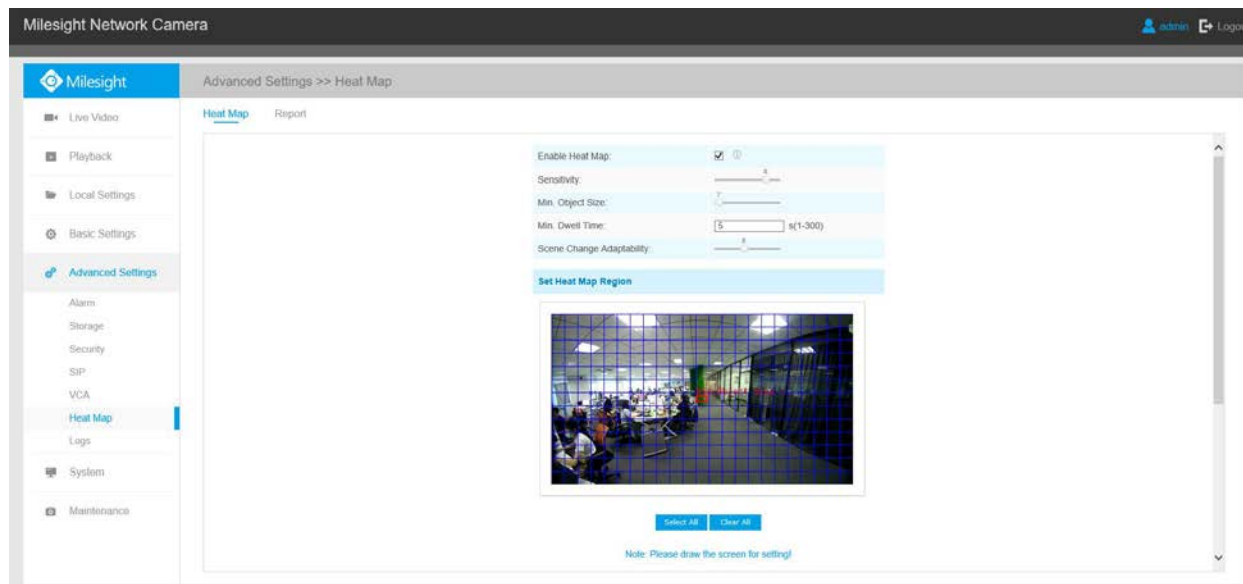 Milesight Network Camera
admin
Milesight
Advanced Settings >> Heat Map
Live Video
Heat Map Report
Playback
Enable Heat Map:
Sensitivity:
Local Settings
Min. Object Size:
Min. Dwell Time: 5 s(1-300)
Basic Settings
Scene Change Adaptability:
Advanced Settings
Set Heat Map Region
Alarm
Storage
Security
SIP
VCA
Heat Map
Logs
System
Maintenance
Select All Clear All
Note: Please draw the screen for setting!